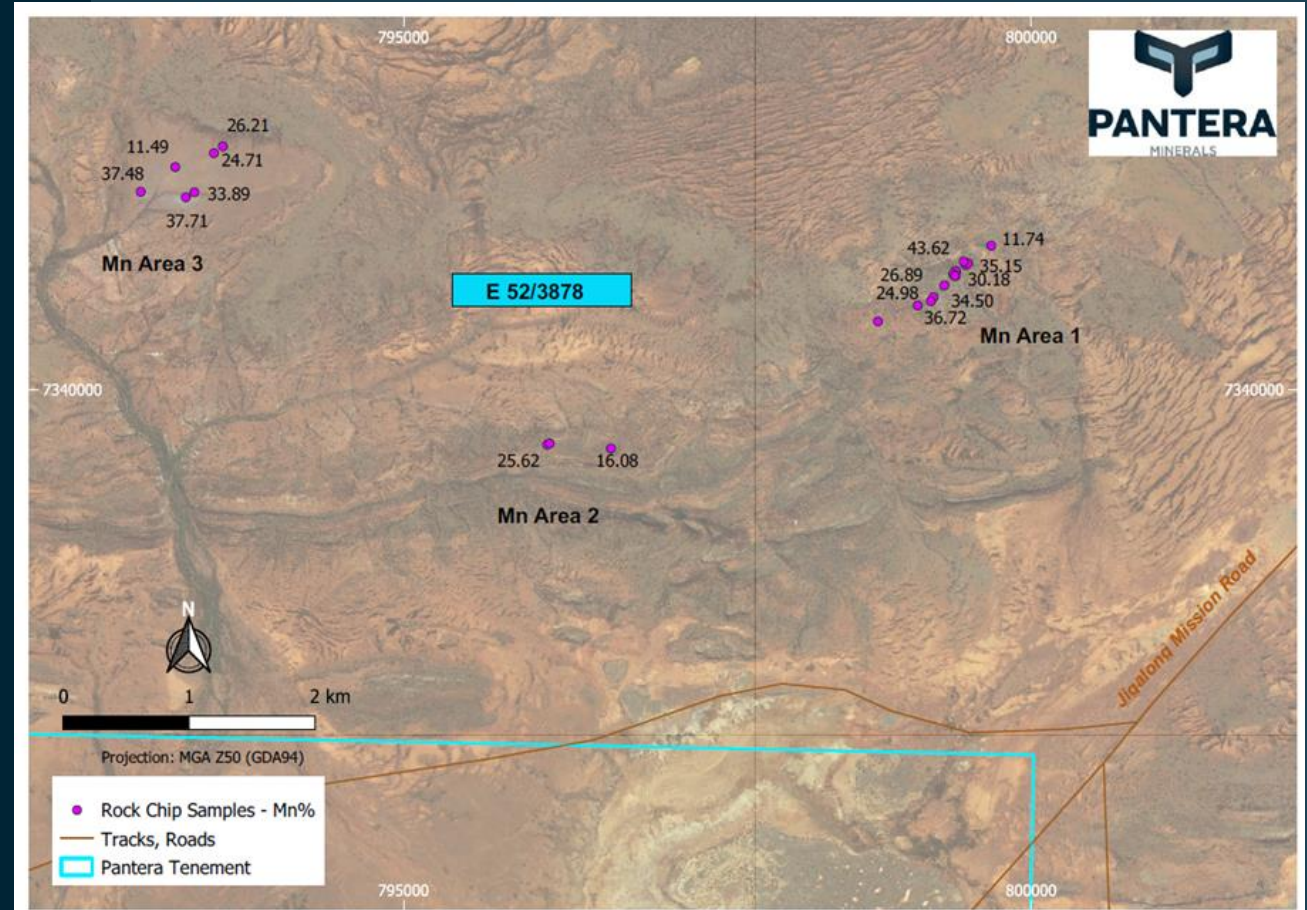 795000
800000
PANTERA
MINERALS
26.21
11.49
24.71
37.48
33.89
37.71
Mn Area 3
11.74
43.62
35.15
26.89
30.18
24.98
34.50
36.72
Mn Area 1
E 52/3878
7340000
7340000
25.62
16.08
Mn Area 2
Jigalong Mission Road
N
0 1 2 km
Projection: MGA Z50 (GDA94)
Rock Chip Samples - Mn%
Tracks, Roads
Pantera Tenement
795000
800000